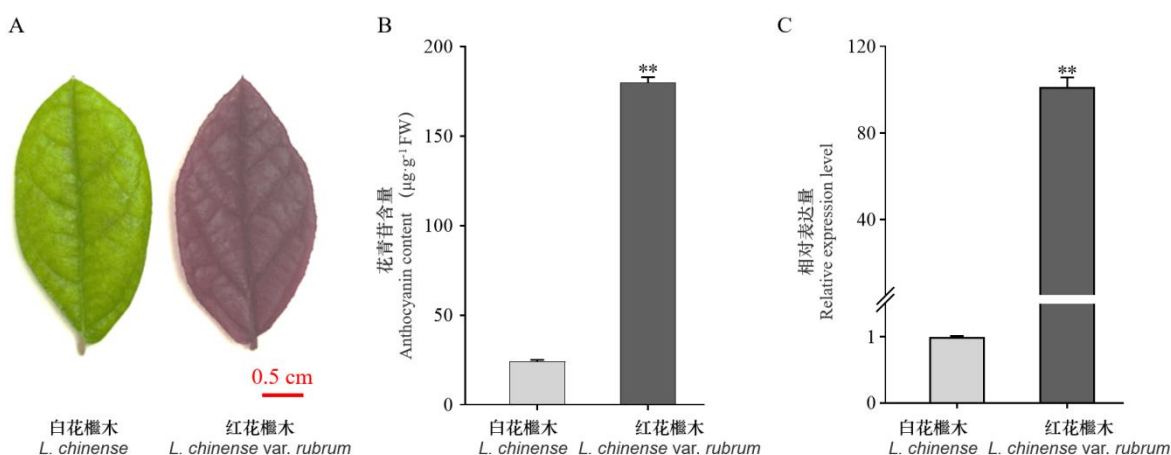 A
0.5 cm
白花檵木
L. chinense
红花檵木
L. chinense var. rubrum
B
花青苷含量
Anthocyanin content (μg·g⁻¹ FW)
200
150
100
50
0
**
白花檵木
L. chinense
红花檵木
L. chinense var. rubrum
C
相对表达量
Relative expression level
120
80
40
1
0
**
白花檵木
L. chinense
红花檵木
L. chinense var. rubrum